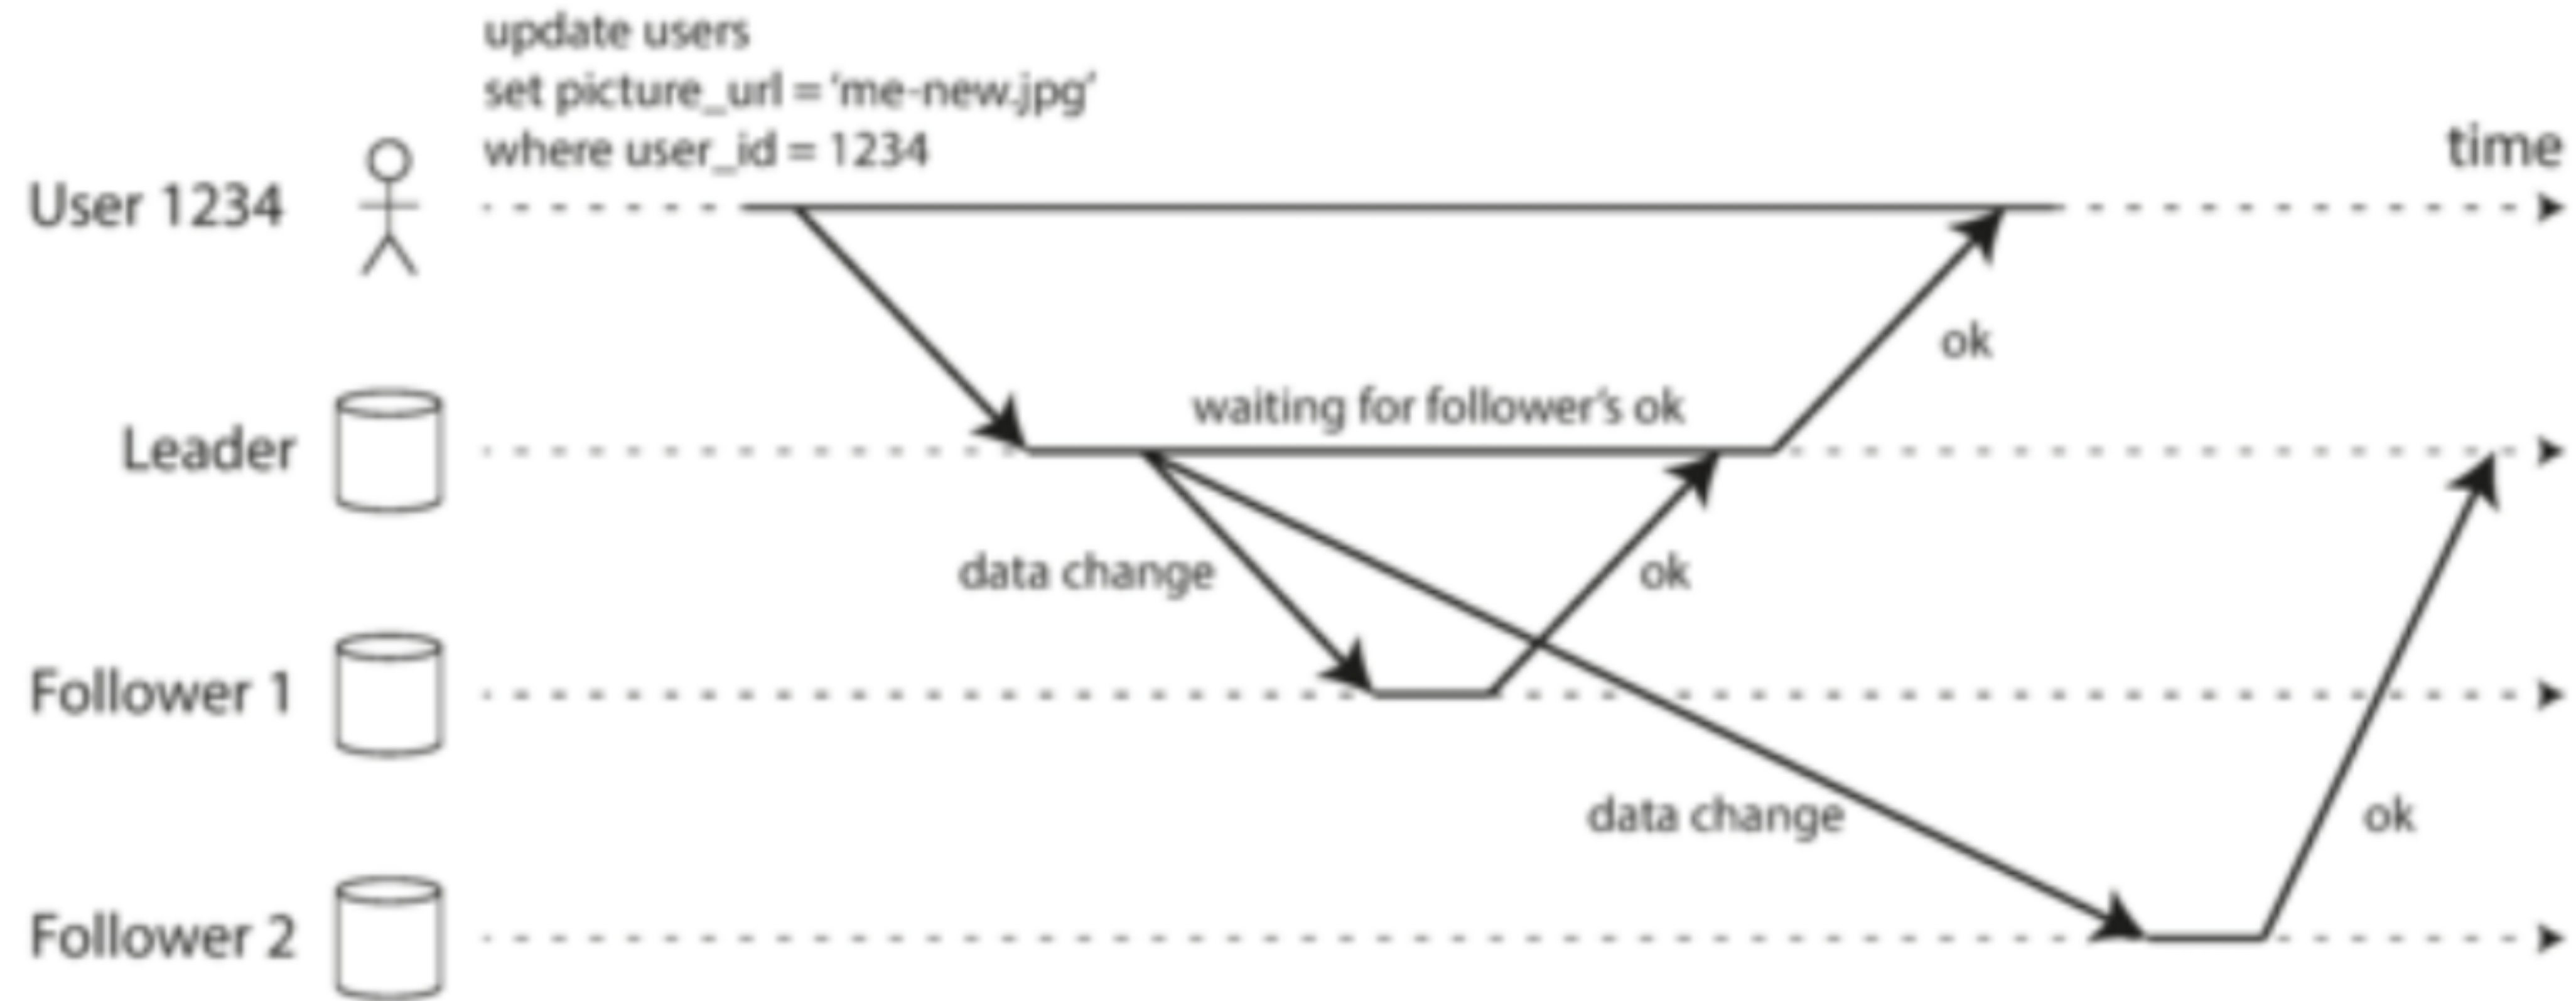 update users
set picture_url = ‘me-new.jpg’
where user_id = 1234
time
User 1234
ok
waiting for follower’s ok
Leader
data change
ok
Follower 1
data change
ok
Follower 2